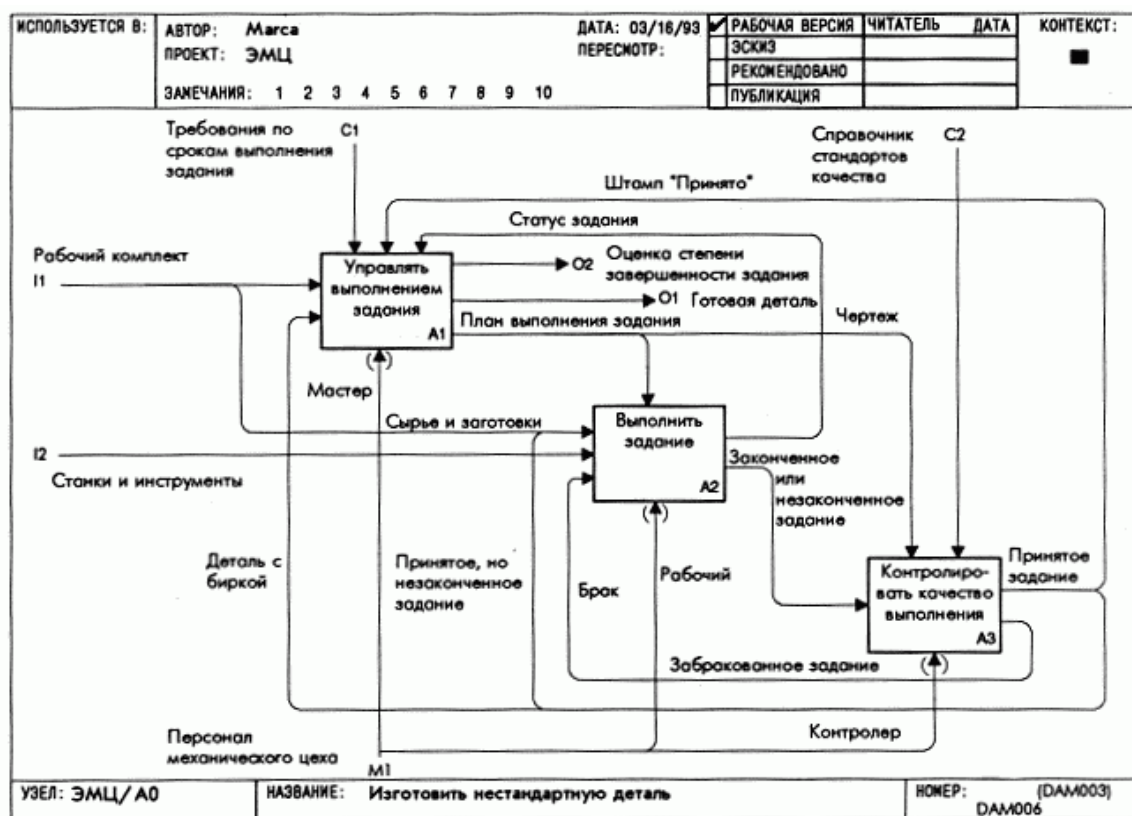 ИСПОЛЬЗУЕТСЯ В:
АВТОР: Marca
ПРОЕКТ: ЭМЦ
ЗАМЕЧАНИЯ: 1 2 3 4 5 6 7 8 9 10
ДАТА: 03/16/93
ПЕРЕСМОТР:
РАБОЧАЯ ВЕРСИЯ
ЭСКИЗ
РЕКОМЕНДОВАНО
ПУБЛИКАЦИЯ
ЧИТАТЕЛЬ ДАТА
КОНТЕКСТ:
Требования по
срокам выполнения
задания
C1
Справочник
стандартов
качества
C2
Штамп "Принято"
Статус задания
Рабочий комплект
I1
Управлять
выполнением
задания
A1
O2 Оценка степени
завершенности задания
O1 Готовая деталь
План выполнения задания
Чертеж
Мастер
Сырье и заготовки
Выполнить
задание
A2
I2
Станки и инструменты
Законченное
или
незаконченное
задание
Деталь с
биркой
Принятое, но
незаконченное
задание
Брак
Рабочий
Контролиро-
вать качество
выполнения
A3
Принятое
задание
Забракованное задание
Контролер
Персонал
механического цеха
M1
УЗЕЛ: ЭМЦ/A0
НАЗВАНИЕ: Изготовить нестандартную деталь
НОМЕР: (DAM003)
DAM006